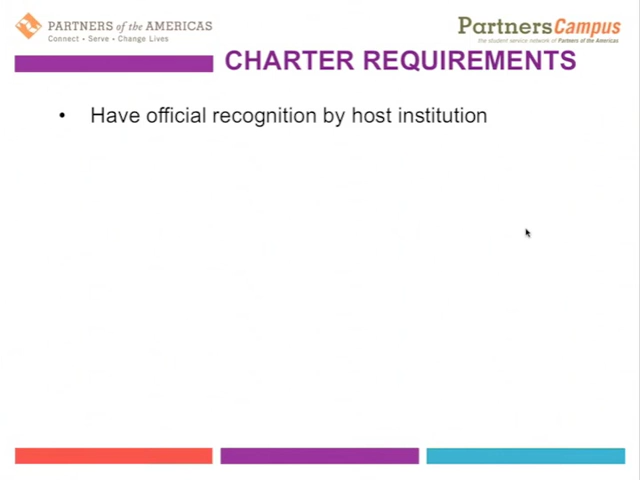 PARTNERS of the AMERICAS
Connect • Serve • Change Lives
PartnersCampus
the student service network of Partners of the Americas
CHARTER REQUIREMENTS
• Have official recognition by host institution